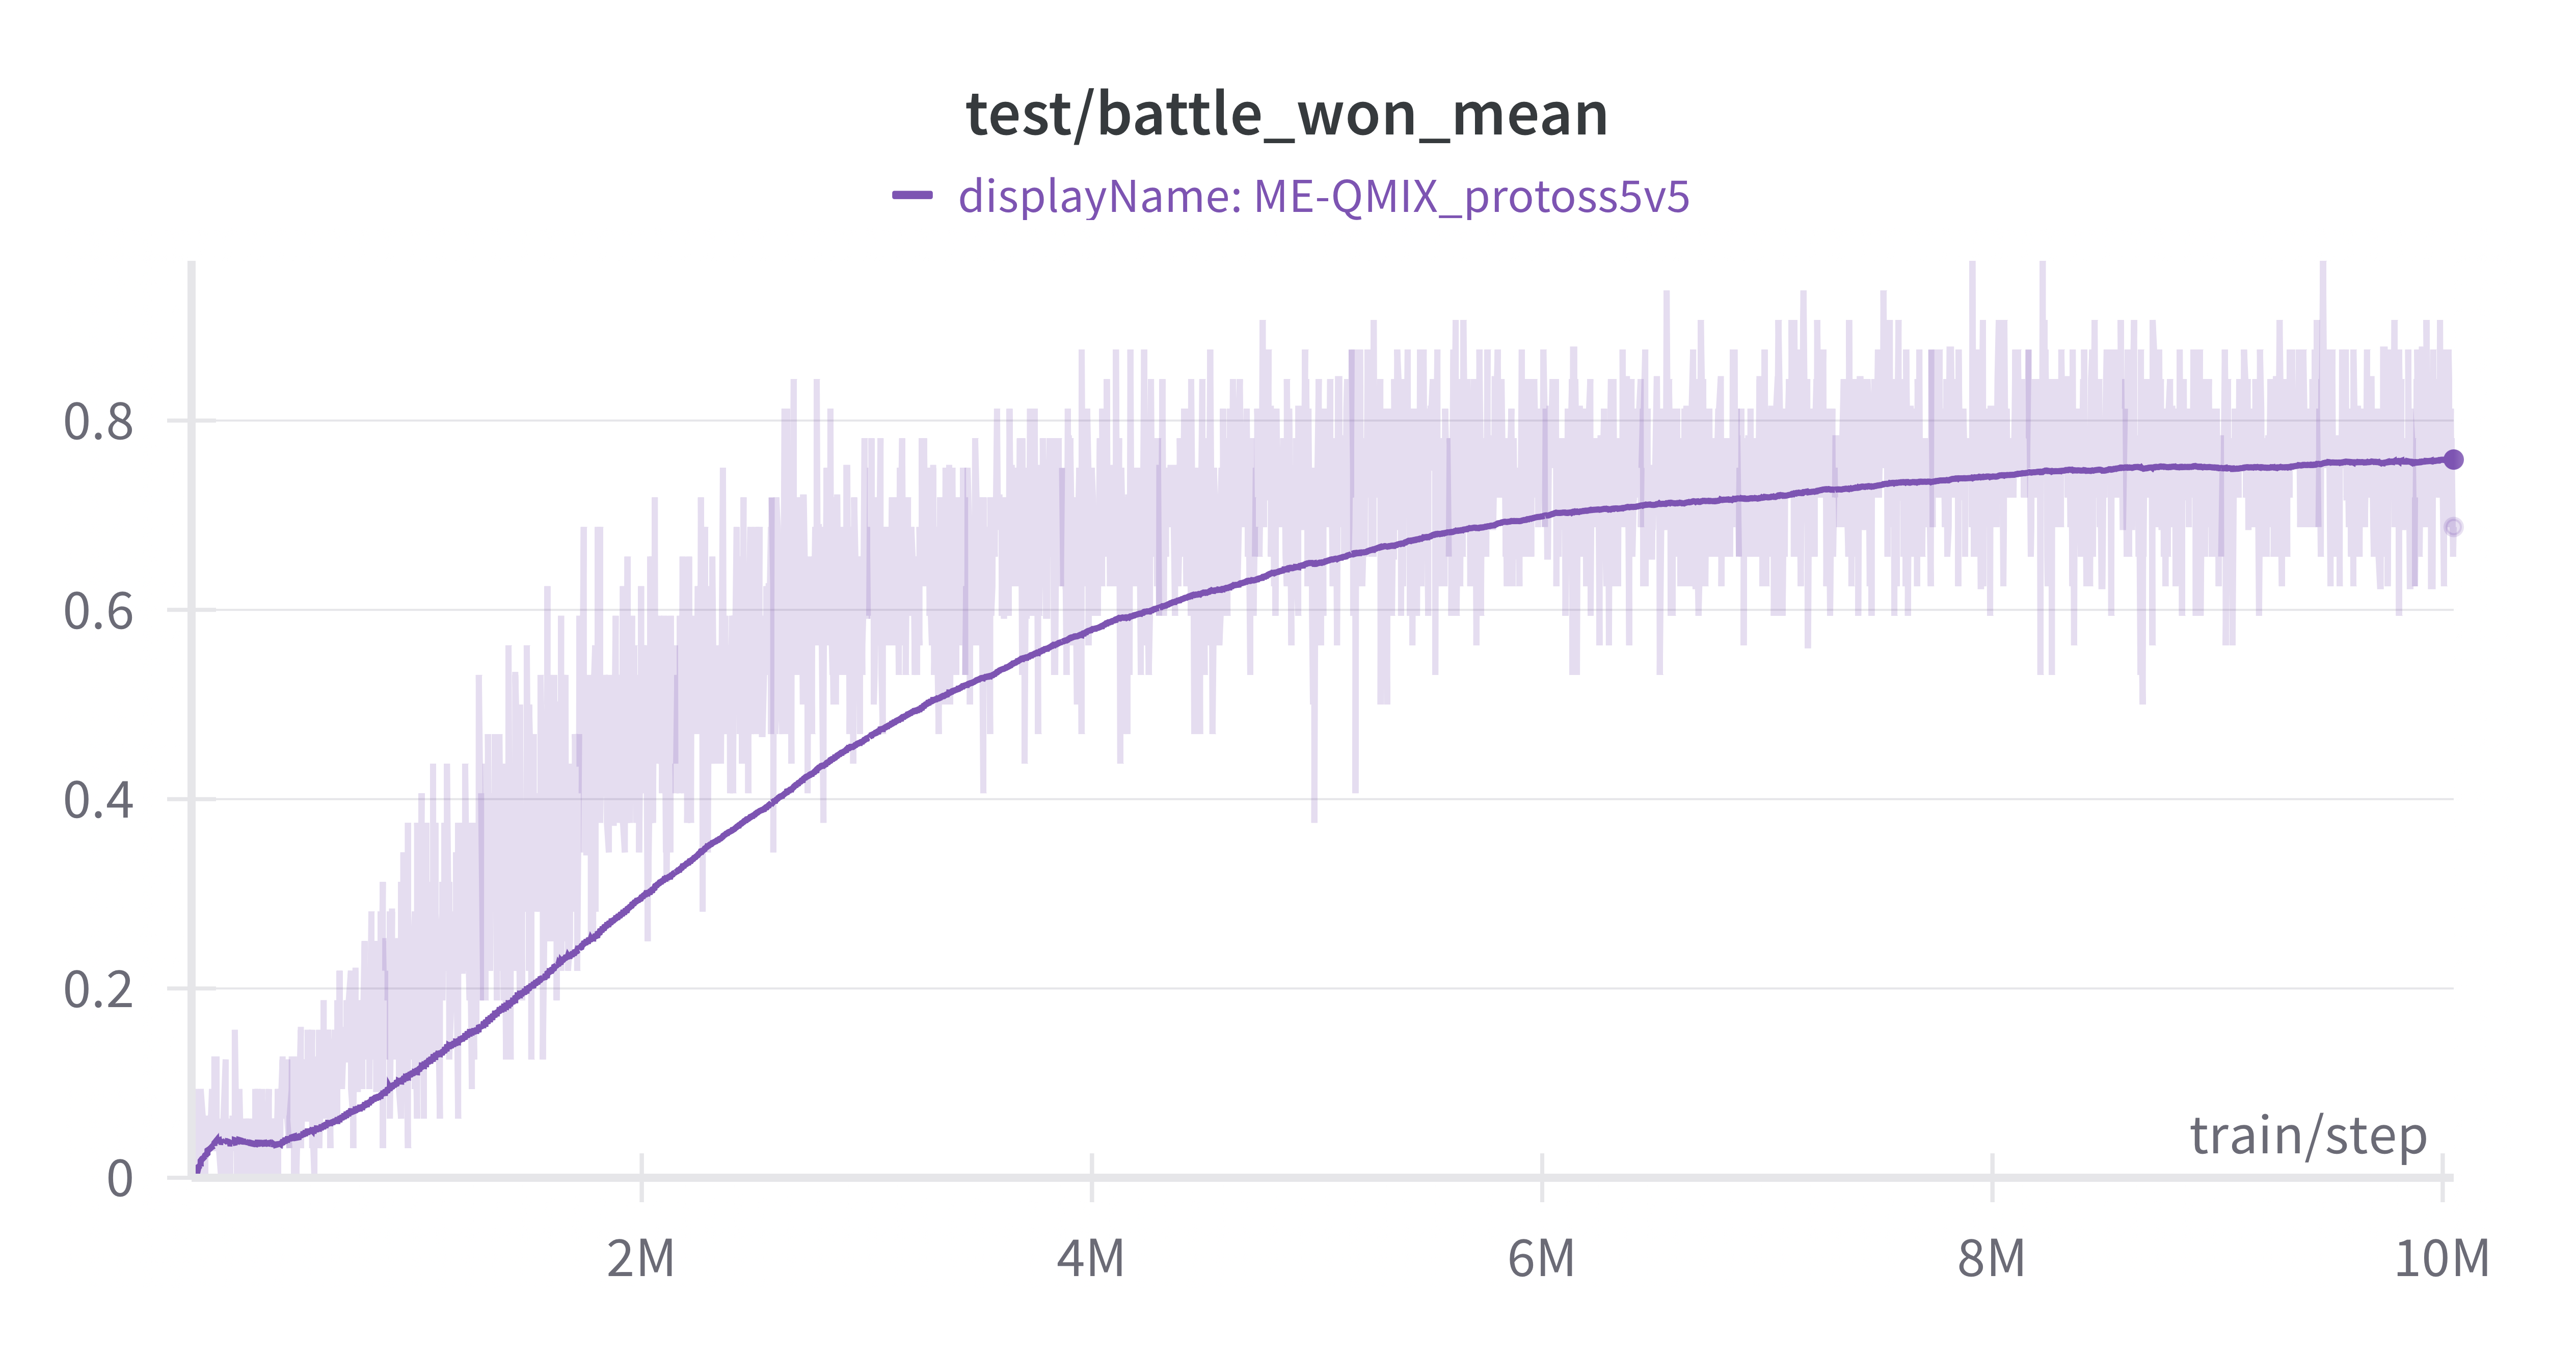 test/battle_won_mean
displayName: ME-QMIX_protoss5v5
0.8
0.6
0.4
0.2
0
train/step
2M 4M 6M 8M 10M